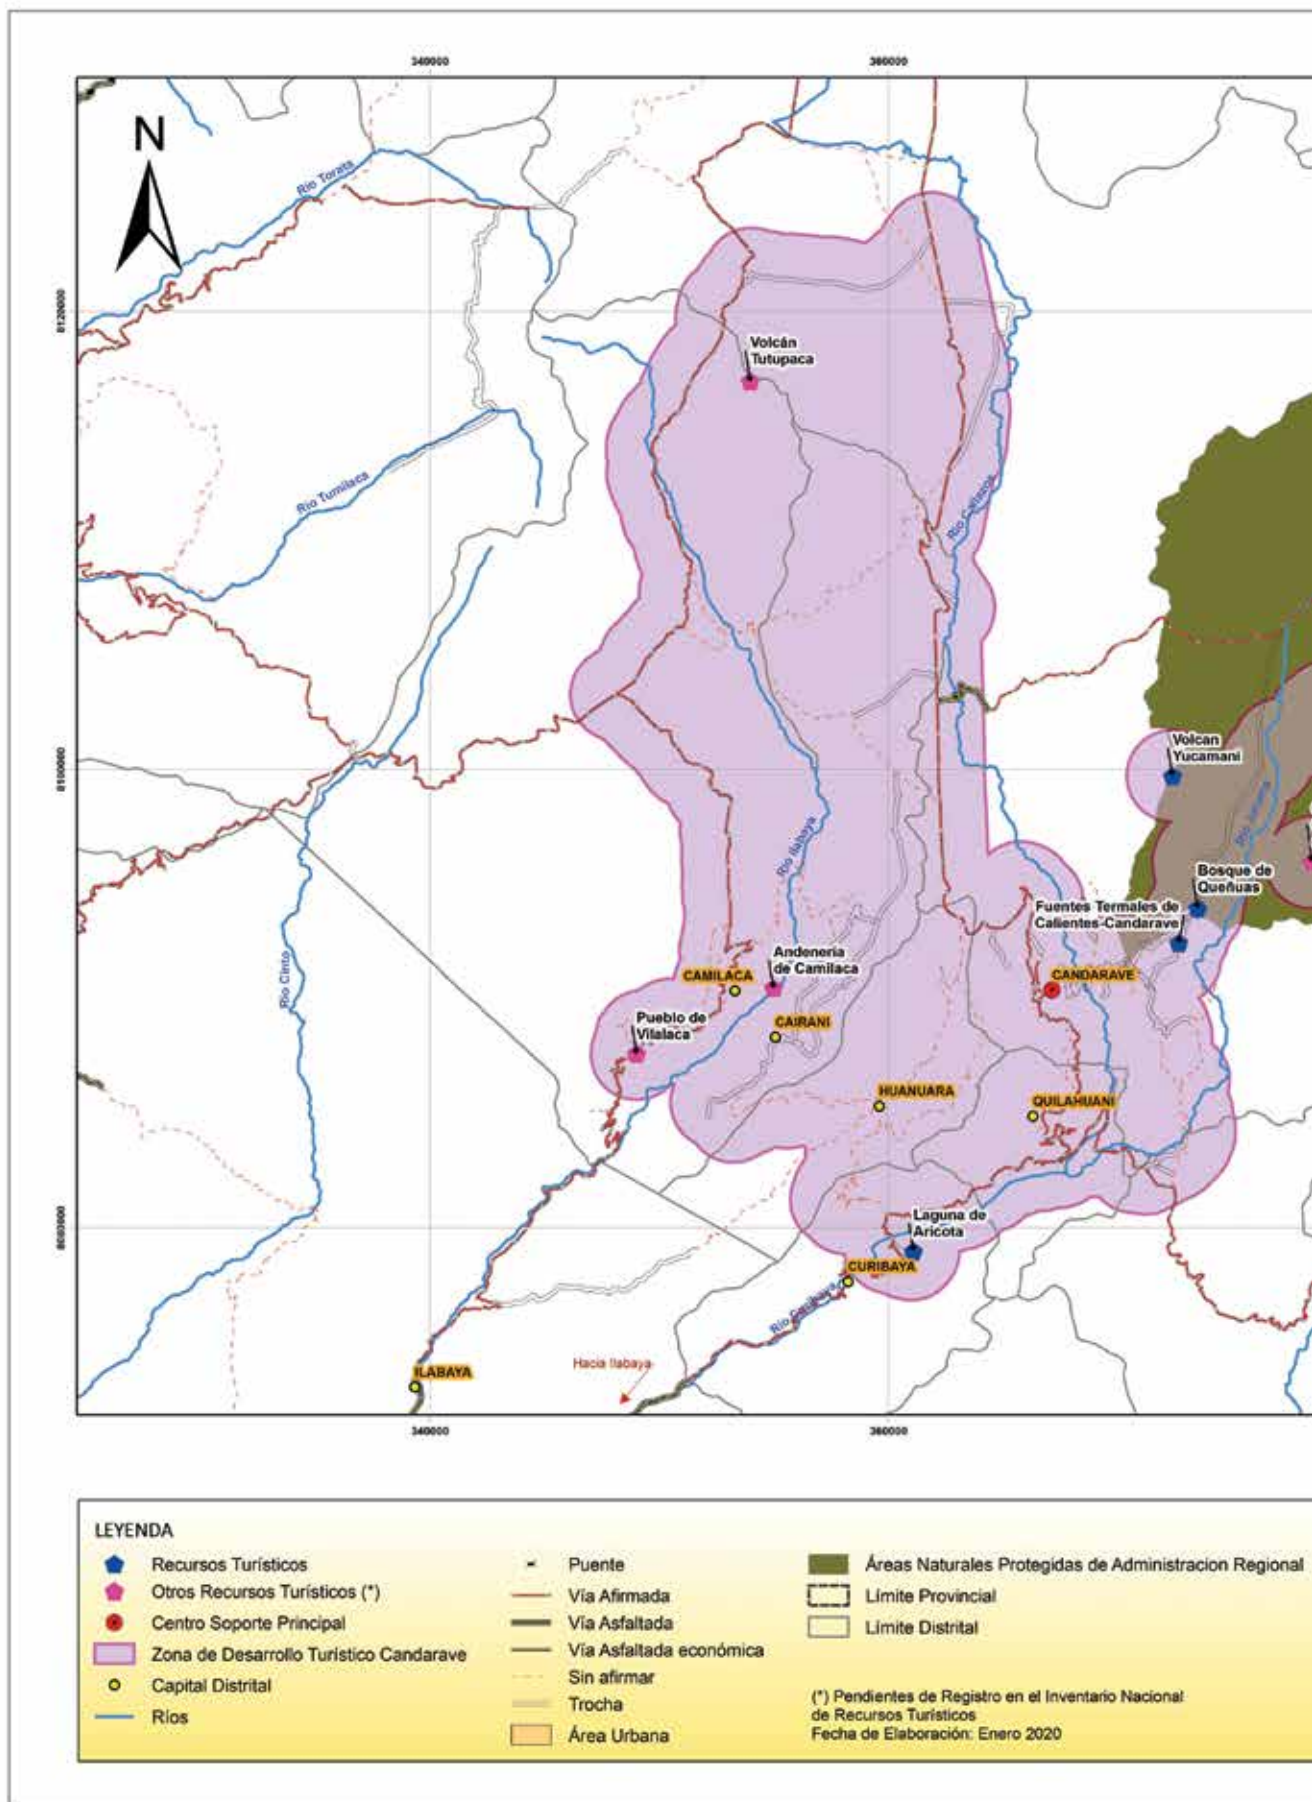 340000
360000
N
Río Torata
8120000
Volcán
Tutupaca
Río Tumilaca
Río Callazas
8100000
Volcan
Yucamani
Río Ilabaya
Bosque de
Queñuas
Fuentes Termales de
Calientes-Candarave
Andeneria
de Camilaca
CAMILACA
CANDARAVE
Río Cinto
Pueblo de
Vilalaca
CAIRANI
HUANUARA
QUILAHUANI
Laguna de
Aricota
CURIBAYA
Río Curibaya
Hacia Ilabaya
ILABAYA
340000
360000
LEYENDA
Recursos Turísticos
Otros Recursos Turísticos (*)
Centro Soporte Principal
Zona de Desarrollo Turístico Candarave
Capital Distrital
Ríos
Puente
Vía Afirmada
Vía Asfaltada
Vía Asfaltada económica
Sin afirmar
Trocha
Área Urbana
Áreas Naturales Protegidas de Administracion Regional
Límite Provincial
Límite Distrital
(*) Pendientes de Registro en el Inventario Nacional
de Recursos Turísticos
Fecha de Elaboración: Enero 2020